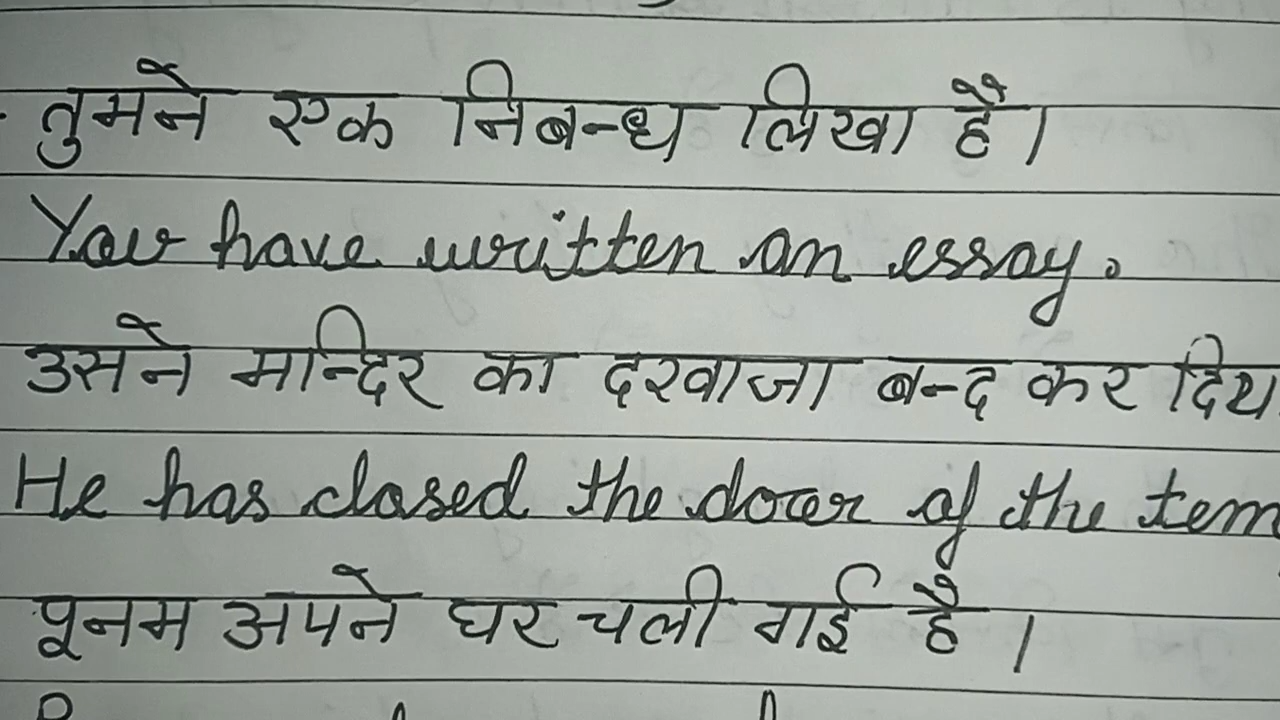 तुमने एक निबन्ध लिखा है।
You have written an essay.
उसने मन्दिर का दरवाजा बन्द कर दिय
He has closed the door of the tem
पूनम अपने घर चली गई है।